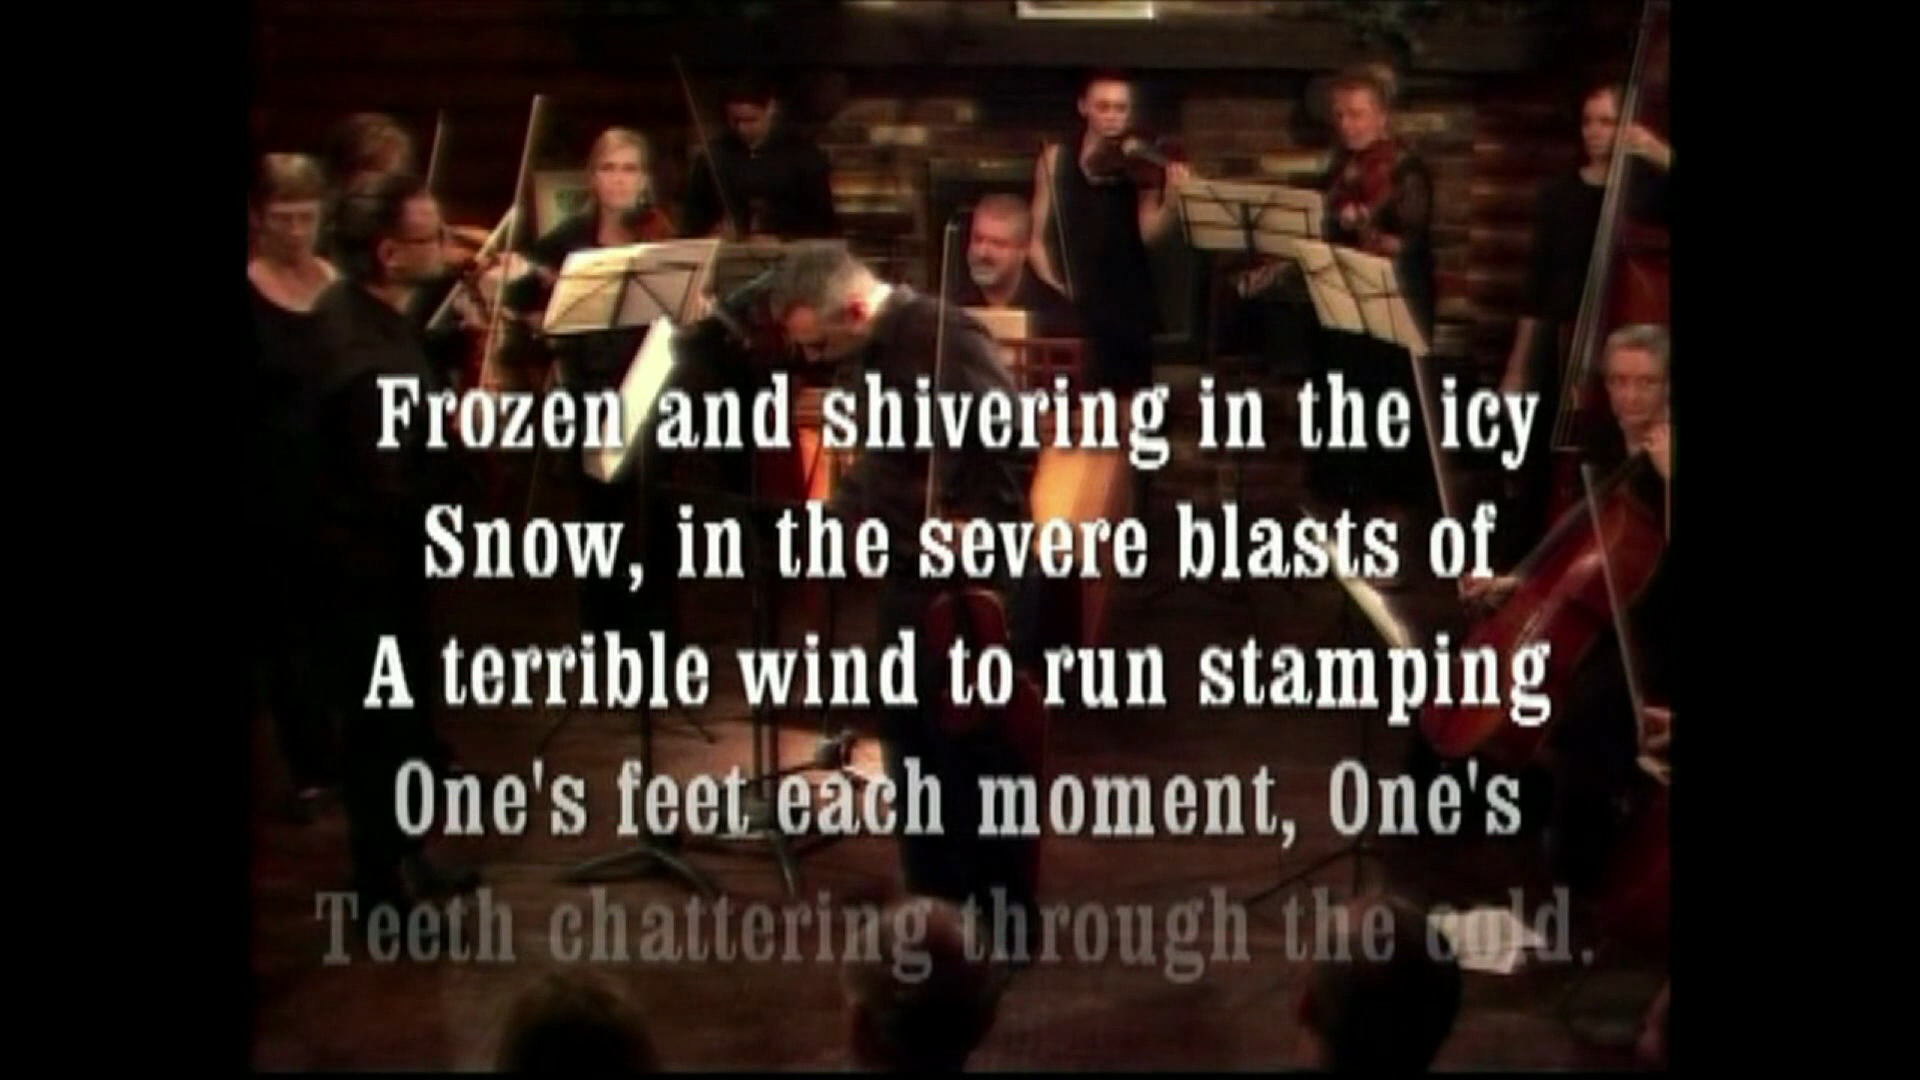 Frozen and shivering in the icy
Snow, in the severe blasts of
A terrible wind to run stamping
One's feet each moment, One's
Teeth chattering through the cold.